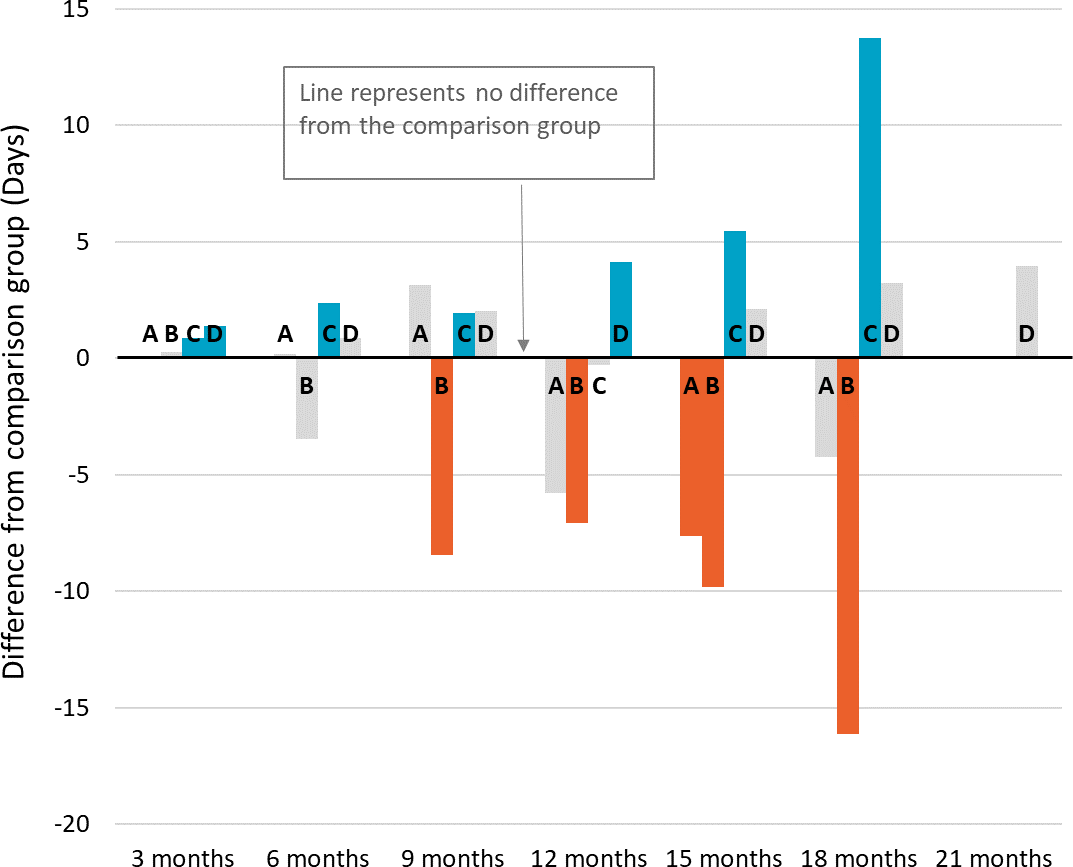 Difference from comparison group (Days)
15
10
5
0
-5
-10
-15
-20
Line represents no difference
from the comparison group
A B C D
A B C D
A B C D
A B C D
A B C D
A B C D
D
3 months 6 months 9 months 12 months 15 months 18 months 21 months